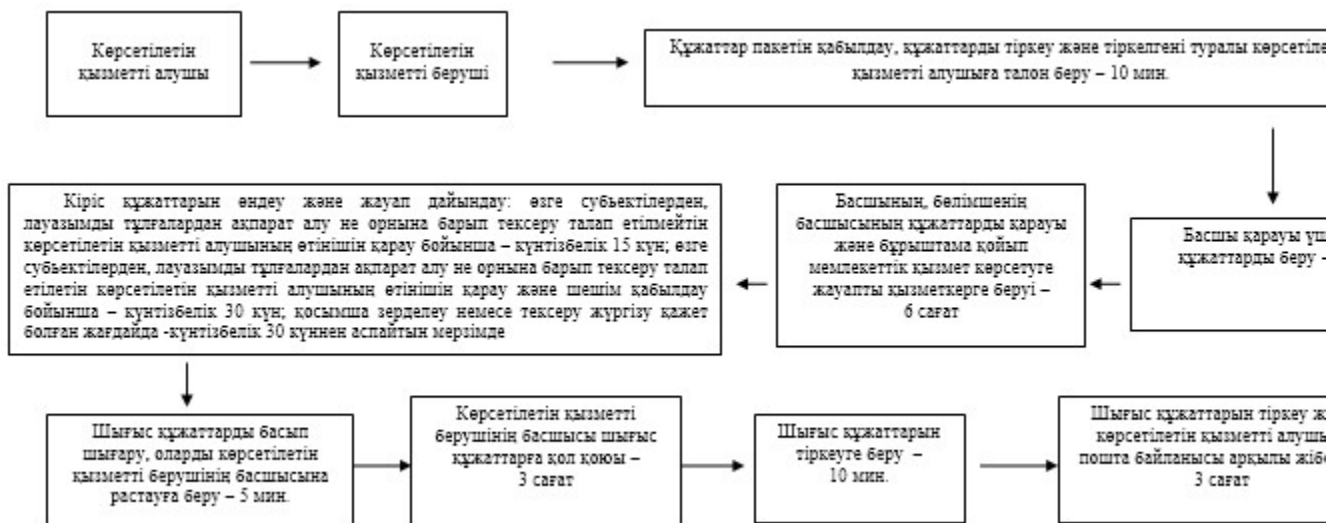 Көрсетілетін
қызметті алушы
Көрсетілетін
қызметті беруші
Құжаттар пакетін қабылдау, құжаттарды тіркеу және тіркелгені туралы
қызметті алушыға талон беру – 10 мин.
Басшы қарауы
құжаттарды беру –
Басшының, бөлімшенің
басшысының құжаттарды қарауы
және бұрыштама қойып
мемлекеттік қызмет көрсетуге
жауапты қызметкерге беруі –
6 сағат
Кіріс құжаттарын өңдеу және жауап дайындау: өзге субъектілерден,
лауазымды тұлғалардан ақпарат алу не орнына барып тексеру талап етілмейтін
көрсетілетін қызметті алушының өтінішін қарау бойынша – күнтізбелік 15 күн; өзге
субъектілерден, лауазымды тұлғалардан ақпарат алу не орнына барып тексеру талап
етілетін көрсетілетін қызметті алушының өтінішін қарау және шешім қабылдау
бойынша – күнтізбелік 30 күн; қосымша зерделеу немесе тексеру жүргізу қажет
болған жағдайда -күнтізбелік 30 күннен аспайтын мерзімде
Шығыс құжаттарды басып
шығару, оларды көрсетілетін
қызметті берушінің басшысына
растауға беру – 5 мин.
Көрсетілетін қызметті
берушінің басшысы шығыс
құжаттарға қол қоюы –
3 сағат
Шығыс құжаттарын
тіркеуге беру –
10 мин.
Шығыс құжаттарын тіркеу
көрсетілетін қызметті
пошта байланысы арқылы
3 сағат